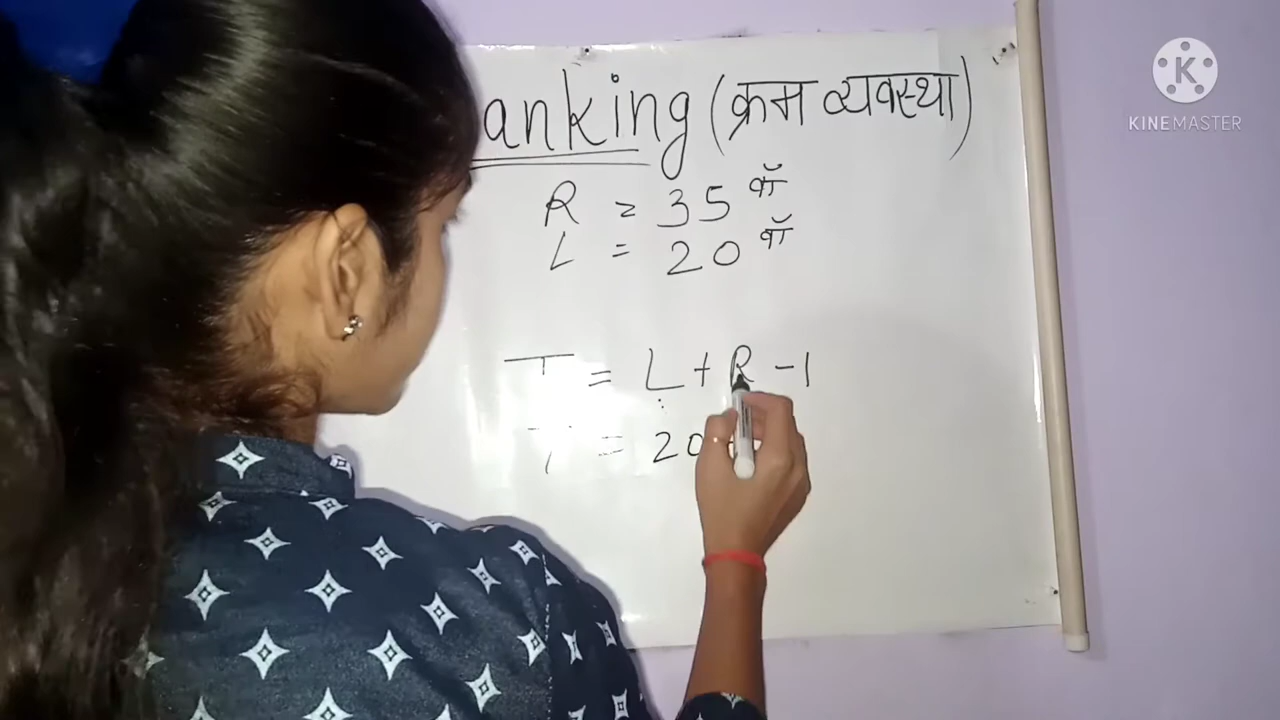 anking (क्रम व्यवस्था)
R = 35 वाँ
L = 20 वाँ
T = L + R - 1
T = 20
K
KINEMASTER